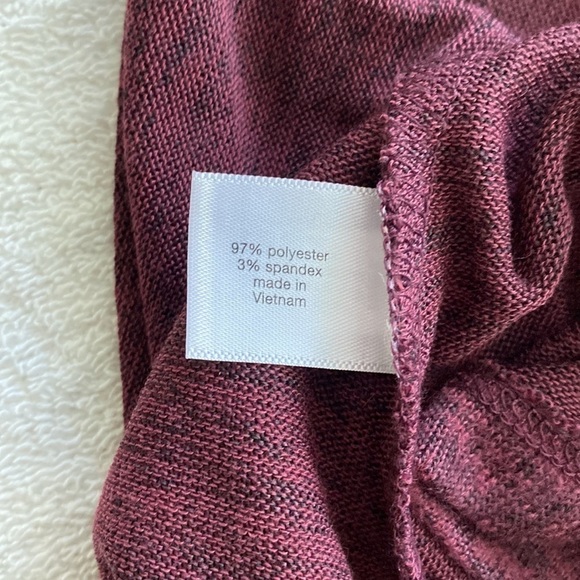 97% polyester
3% spandex
made in
Vietnam